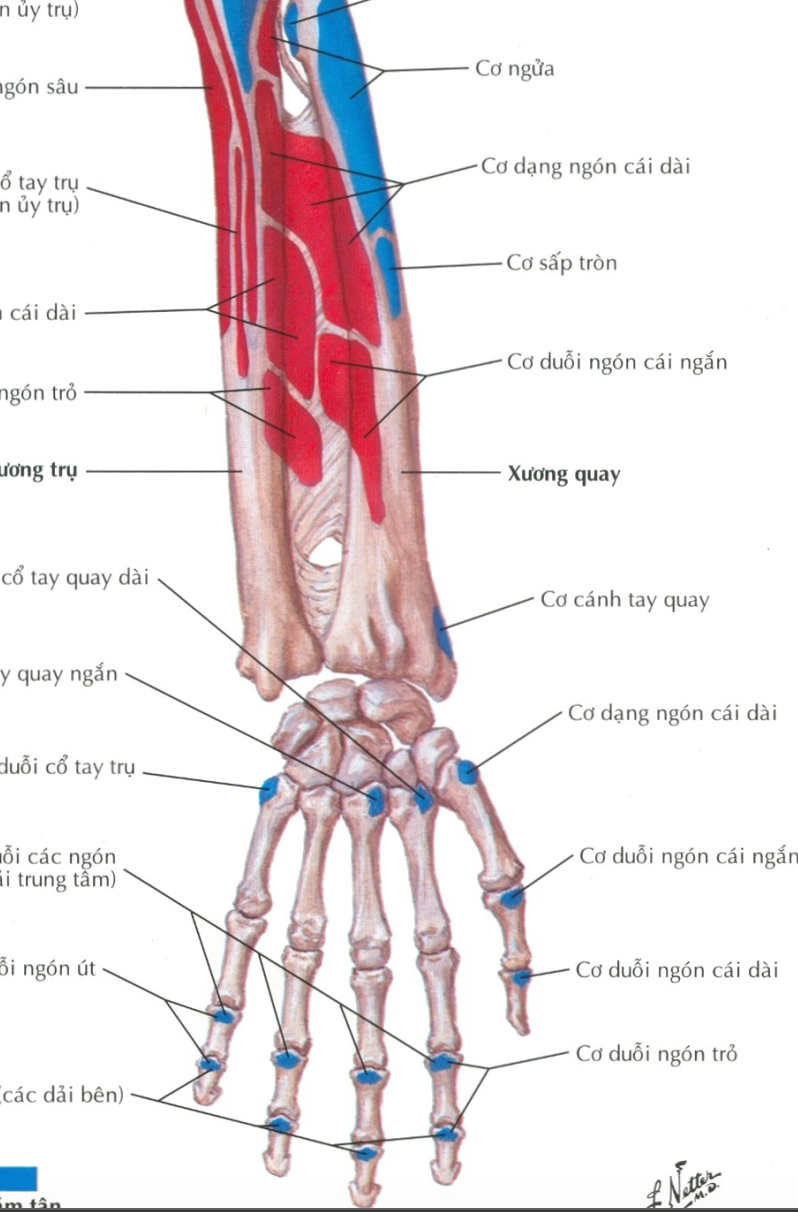 n ủy trụ)
Cơ ngửa
ngón sâu
Cơ dạng ngón cái dài
ổ tay trụ
n ủy trụ)
Cơ sấp tròn
cái dài
Cơ duỗi ngón cái ngắn
ngón trỏ
ương trụ
Xương quay
cổ tay quay dài
Cơ cánh tay quay
y quay ngắn
Cơ dạng ngón cái dài
duỗi cổ tay trụ
Cơ duỗi ngón cái ngắn
ỗi các ngón
ải trung tâm)
ỗi ngón út
Cơ duỗi ngón cái dài
Cơ duỗi ngón trỏ
(các dải bên)
Netter
M.D.